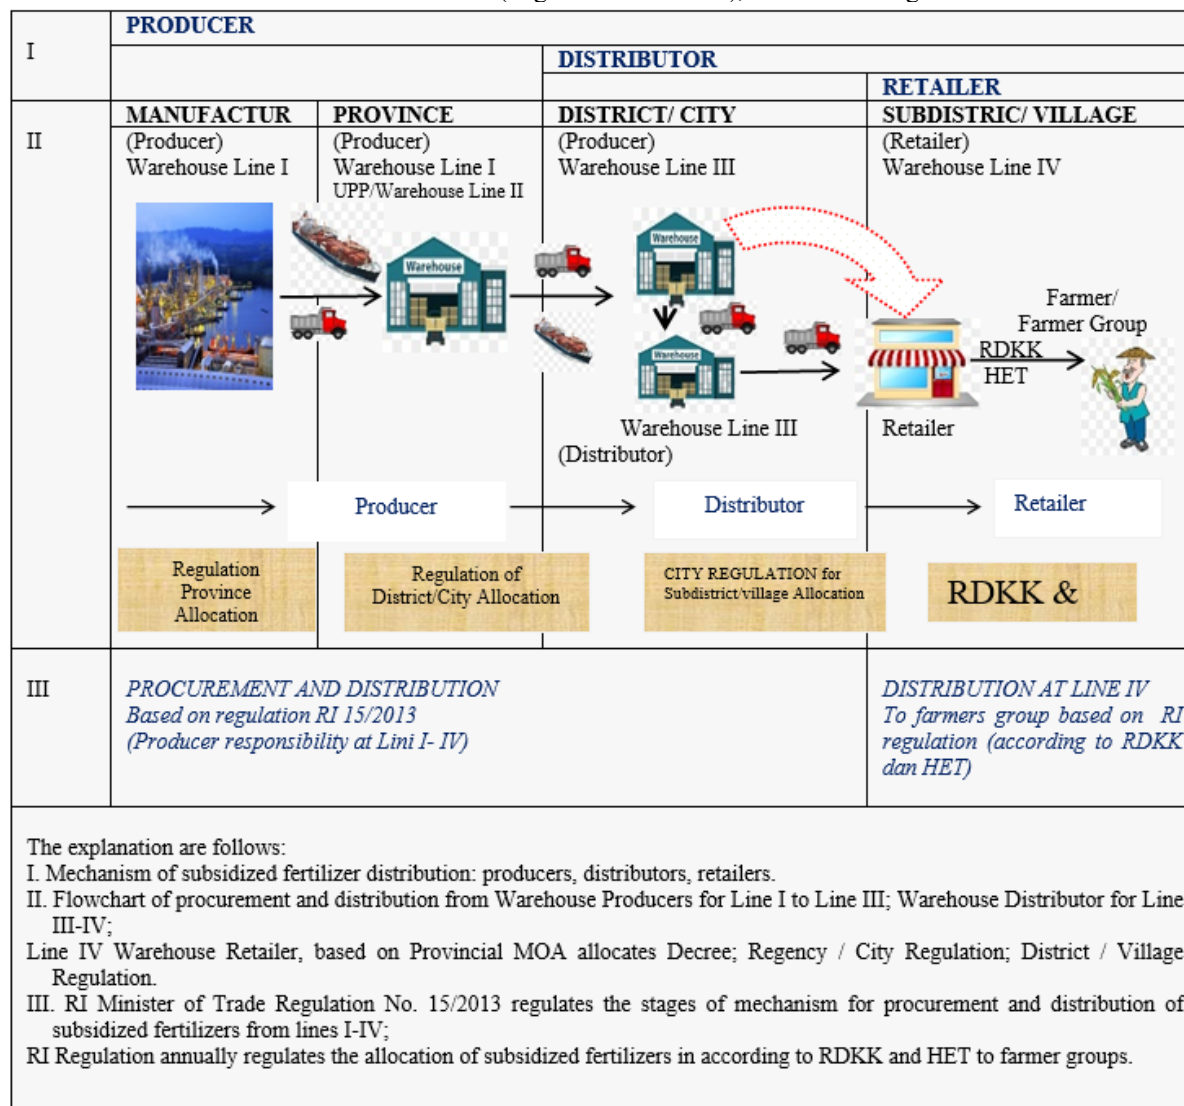 I
PRODUCER
DISTRIBUTOR
RETAILER
II
MANUFACTUR
(Producer)
Warehouse Line I
PROVINCE
(Producer)
Warehouse Line I
UPP/Warehouse Line II
DISTRICT/ CITY
(Producer)
Warehouse Line III
SUBDISTRIC/ VILLAGE
(Retailer)
Warehouse Line IV
Warehouse
Warehouse
Warehouse
Farmer/
Farmer Group
RDKK
HET
Warehouse Line III
(Distributor)
Retailer
Producer
Distributor
Retailer
Regulation
Province
Allocation
Regulation of
District/City Allocation
CITY REGULATION for
Subdistrict/village Allocation
RDKK &
III
PROCUREMENT AND DISTRIBUTION
Based on regulation RI 15/2013
(Producer responsibility at Lini I- IV)
DISTRIBUTION AT LINE IV
To farmers group based on RI
regulation (according to RDKK
dan HET)
The explanation are follows:
I. Mechanism of subsidized fertilizer distribution: producers, distributors, retailers.
II. Flowchart of procurement and distribution from Warehouse Producers for Line I to Line III; Warehouse Distributor for Line
III-IV;
Line IV Warehouse Retailer, based on Provincial MOA allocates Decree; Regency / City Regulation; District / Village
Regulation.
III. RI Minister of Trade Regulation No. 15/2013 regulates the stages of mechanism for procurement and distribution of
subsidized fertilizers from lines I-IV;
RI Regulation annually regulates the allocation of subsidized fertilizers in according to RDKK and HET to farmer groups.